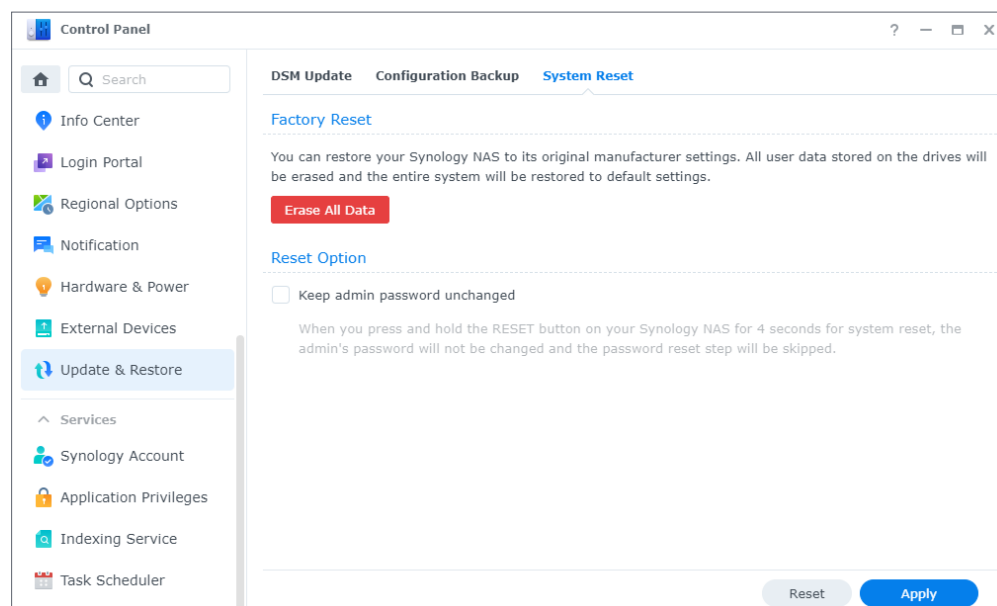 Control Panel
?
Search
Info Center
Login Portal
Regional Options
Notification
Hardware & Power
External Devices
Update & Restore
Services
Synology Account
Application Privileges
Indexing Service
Task Scheduler
DSM Update Configuration Backup System Reset
Factory Reset
You can restore your Synology NAS to its original manufacturer settings. All user data stored on the drives will
be erased and the entire system will be restored to default settings.
Erase All Data
Reset Option
Keep admin password unchanged
When you press and hold the RESET button on your Synology NAS for 4 seconds for system reset, the
admin's password will not be changed and the password reset step will be skipped.
Reset Apply